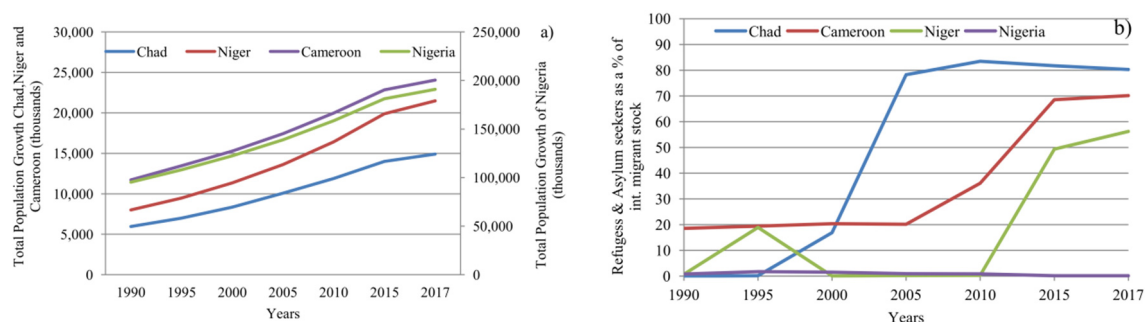 Total Population Growth Chad,Niger and
Cameroon (thousands)
30,000
25,000
20,000
15,000
10,000
5,000
0
Chad
Niger
Cameroon
Nigeria
a)
250,000
200,000
150,000
100,000
50,000
0
Total Population Growth of Nigeria
(thousands)
1990
1995
2000
2005
2010
2015
2017
Years
Refugess & Asylum seekers as a % of
int. migrant stock
100
90
80
70
60
50
40
30
20
10
0
Chad
Cameroon
Niger
Nigeria
b)
1990
1995
2000
2005
2010
2015
2017
Years